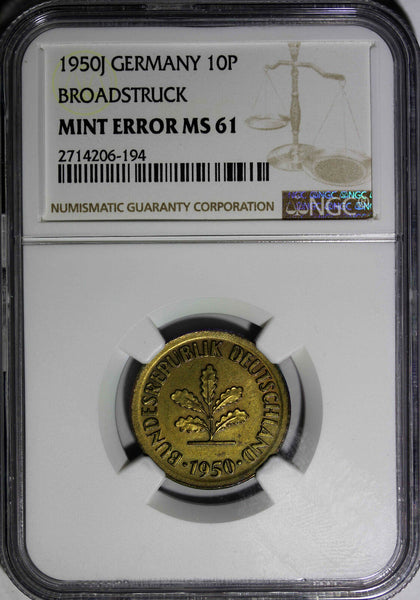 1950J GERMANY 10P
BROADSTRUCK
MINT ERROR MS 61
2714206-194
NUMISMATIC GUARANTY CORPORATION
NGC
BUNDESREPUBLIK DEUTSCHLAND
· 1950 ·